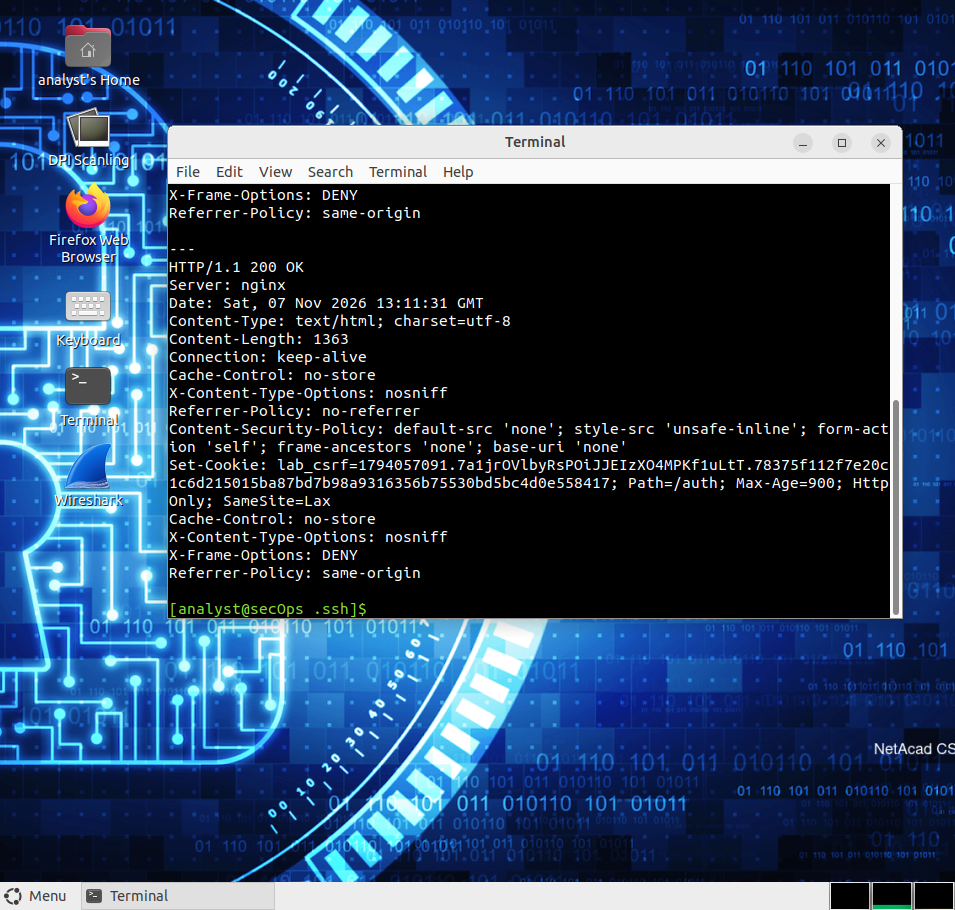 analyst's Home
DPI Scanling
Firefox Web
Browser
Keyboard
Terminal
Wireshark
Terminal
File Edit View Search Terminal Help
X-Frame-Options: DENY
Referrer-Policy: same-origin
---
HTTP/1.1 200 OK
Server: nginx
Date: Sat, 07 Nov 2026 13:11:31 GMT
Content-Type: text/html; charset=utf-8
Content-Length: 1363
Connection: keep-alive
Cache-Control: no-store
X-Content-Type-Options: nosniff
Referrer-Policy: no-referrer
Content-Security-Policy: default-src 'none'; style-src 'unsafe-inline'; form-act
ion 'self'; frame-ancestors 'none'; base-uri 'none'
Set-Cookie: lab_csrf=1794057091.7a1jrOVlbyRsPOiJJEIzXO4MPKf1uLtT.78375f112f7e20c
1c6d215015ba87bd7b98a9316356b75530bd5bc4d0e558417; Path=/auth; Max-Age=900; Http
Only; SameSite=Lax
Cache-Control: no-store
X-Content-Type-Options: nosniff
X-Frame-Options: DENY
Referrer-Policy: same-origin
[analyst@secOps .ssh]$
NetAcad CS
Menu
Terminal